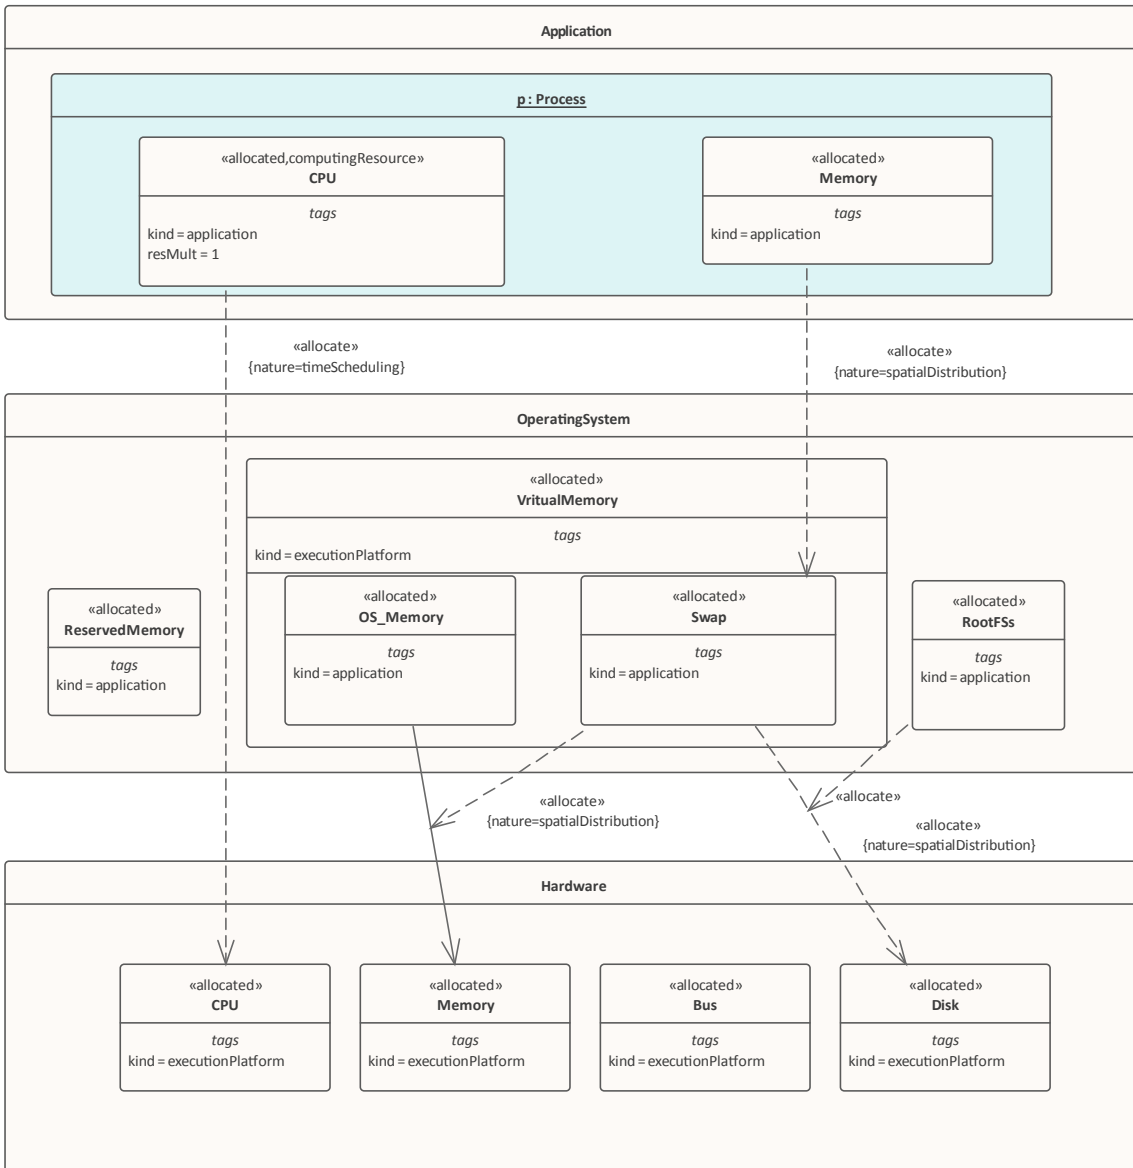 Application
p : Process
«allocated,computingResource»
CPU
tags
kind = application
resMult = 1
«allocated»
Memory
tags
kind = application
«allocate»
{nature=timeScheduling}
«allocate»
{nature=spatialDistribution}
OperatingSystem
«allocated»
VritualMemory
tags
kind = executionPlatform
«allocated»
ReservedMemory
tags
kind = application
«allocated»
OS_Memory
tags
kind = application
«allocated»
Swap
tags
kind = application
«allocated»
RootFSs
tags
kind = application
«allocate»
{nature=spatialDistribution}
«allocate»
«allocate»
{nature=spatialDistribution}
Hardware
«allocated»
CPU
tags
kind = executionPlatform
«allocated»
Memory
tags
kind = executionPlatform
«allocated»
Bus
tags
kind = executionPlatform
«allocated»
Disk
tags
kind = executionPlatform